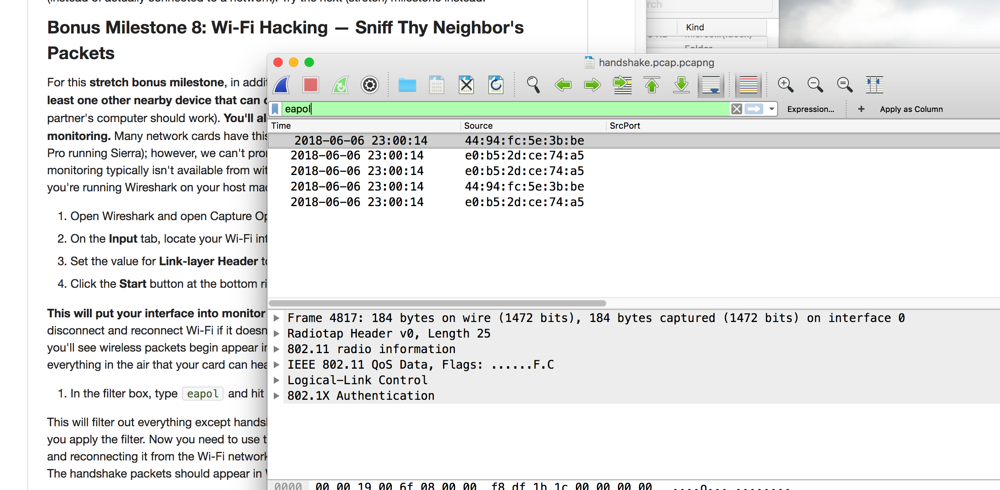 Bonus Milestone 8: Wi-Fi Hacking — Sniff Thy Neighbor's
Packets
For this stretch bonus milestone, in addit
least one other nearby device that can
partner's computer should work). You'll al
monitoring. Many network cards have this
Pro running Sierra); however, we can't pro
monitoring typically isn't available from wit
you're running Wireshark on your host mac
1. Open Wireshark and open Capture Op
2. On the Input tab, locate your Wi-Fi int
3. Set the value for Link-layer Header to
4. Click the Start button at the bottom ri
This will put your interface into monitor
disconnect and reconnect Wi-Fi if it doesn
you'll see wireless packets begin appear in
everything in the air that your card can hea
1. In the filter box, type eapol and hit
This will filter out everything except handsh
you apply the filter. Now you need to use t
and reconnecting it from the Wi-Fi network
The handshake packets should appear in
rch
Kind
Folder
handshake.pcap.pcapng
eapol
Expression...
+
Apply as Column
Time Source SrcPort
2018-06-06 23:00:14 44:94:fc:5e:3b:be
2018-06-06 23:00:14 e0:b5:2d:ce:74:a5
2018-06-06 23:00:14 e0:b5:2d:ce:74:a5
2018-06-06 23:00:14 44:94:fc:5e:3b:be
2018-06-06 23:00:14 e0:b5:2d:ce:74:a5
Frame 4817: 184 bytes on wire (1472 bits), 184 bytes captured (1472 bits) on interface 0
Radiotap Header v0, Length 25
802.11 radio information
IEEE 802.11 QoS Data, Flags: ......F.C
Logical-Link Control
802.1X Authentication
0000 00 00 19 00 6f 08 00 00 f8 df 1b 1c 00 00 00 00 ....o... ........